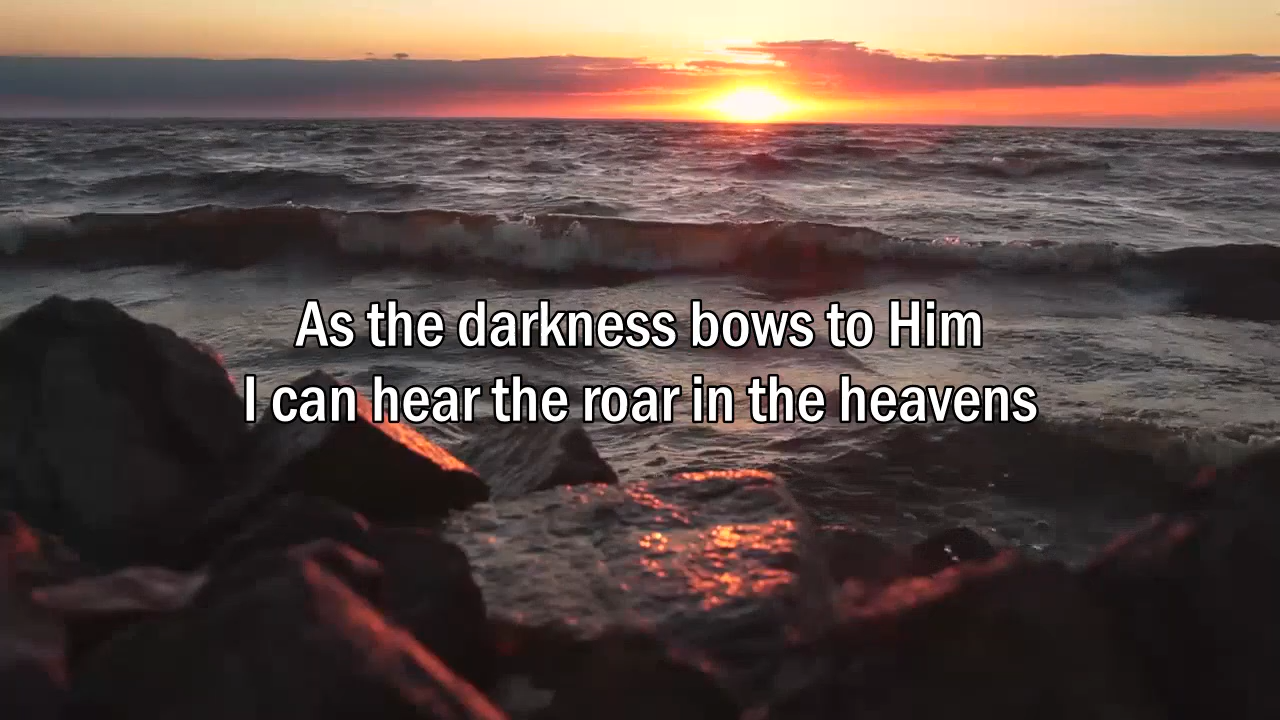 As the darkness bows to Him
I can hear the roar in the heavens